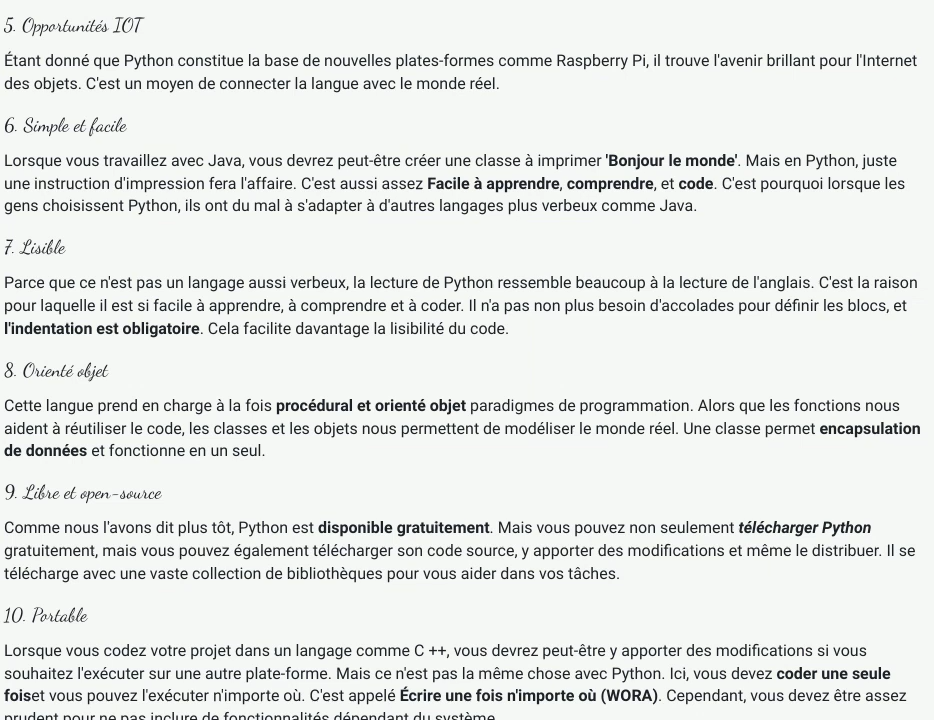 5. Opportunités IOT
Étant donné que Python constitue la base de nouvelles plates-formes comme Raspberry Pi, il trouve l'avenir brillant pour l'Internet
des objets. C'est un moyen de connecter la langue avec le monde réel.
6. Simple et facile
Lorsque vous travaillez avec Java, vous devrez peut-être créer une classe à imprimer 'Bonjour le monde'. Mais en Python, juste
une instruction d'impression fera l'affaire. C'est aussi assez Facile à apprendre, comprendre, et code. C'est pourquoi lorsque les
gens choisissent Python, ils ont du mal à s'adapter à d'autres langages plus verbeux comme Java.
7. Lisible
Parce que ce n'est pas un langage aussi verbeux, la lecture de Python ressemble beaucoup à la lecture de l'anglais. C'est la raison
pour laquelle il est si facile à apprendre, à comprendre et à coder. Il n'a pas non plus besoin d'accolades pour définir les blocs, et
l'indentation est obligatoire. Cela facilite davantage la lisibilité du code.
8. Orienté objet
Cette langue prend en charge à la fois procédural et orienté objet paradigmes de programmation. Alors que les fonctions nous
aident à réutiliser le code, les classes et les objets nous permettent de modéliser le monde réel. Une classe permet encapsulation
de données et fonctionne en un seul.
9. Libre et open-source
Comme nous l'avons dit plus tôt, Python est disponible gratuitement. Mais vous pouvez non seulement télécharger Python
gratuitement, mais vous pouvez également télécharger son code source, y apporter des modifications et même le distribuer. Il se
télécharge avec une vaste collection de bibliothèques pour vous aider dans vos tâches.
10. Portable
Lorsque vous codez votre projet dans un langage comme C ++, vous devrez peut-être y apporter des modifications si vous
souhaitez l'exécuter sur une autre plate-forme. Mais ce n'est pas la même chose avec Python. Ici, vous devez coder une seule
foiset vous pouvez l'exécuter n'importe où. C'est appelé Écrire une fois n'importe où (WORA). Cependant, vous devez être assez
prudent pour ne pas inclure de fonctionnalités dépendant du système.